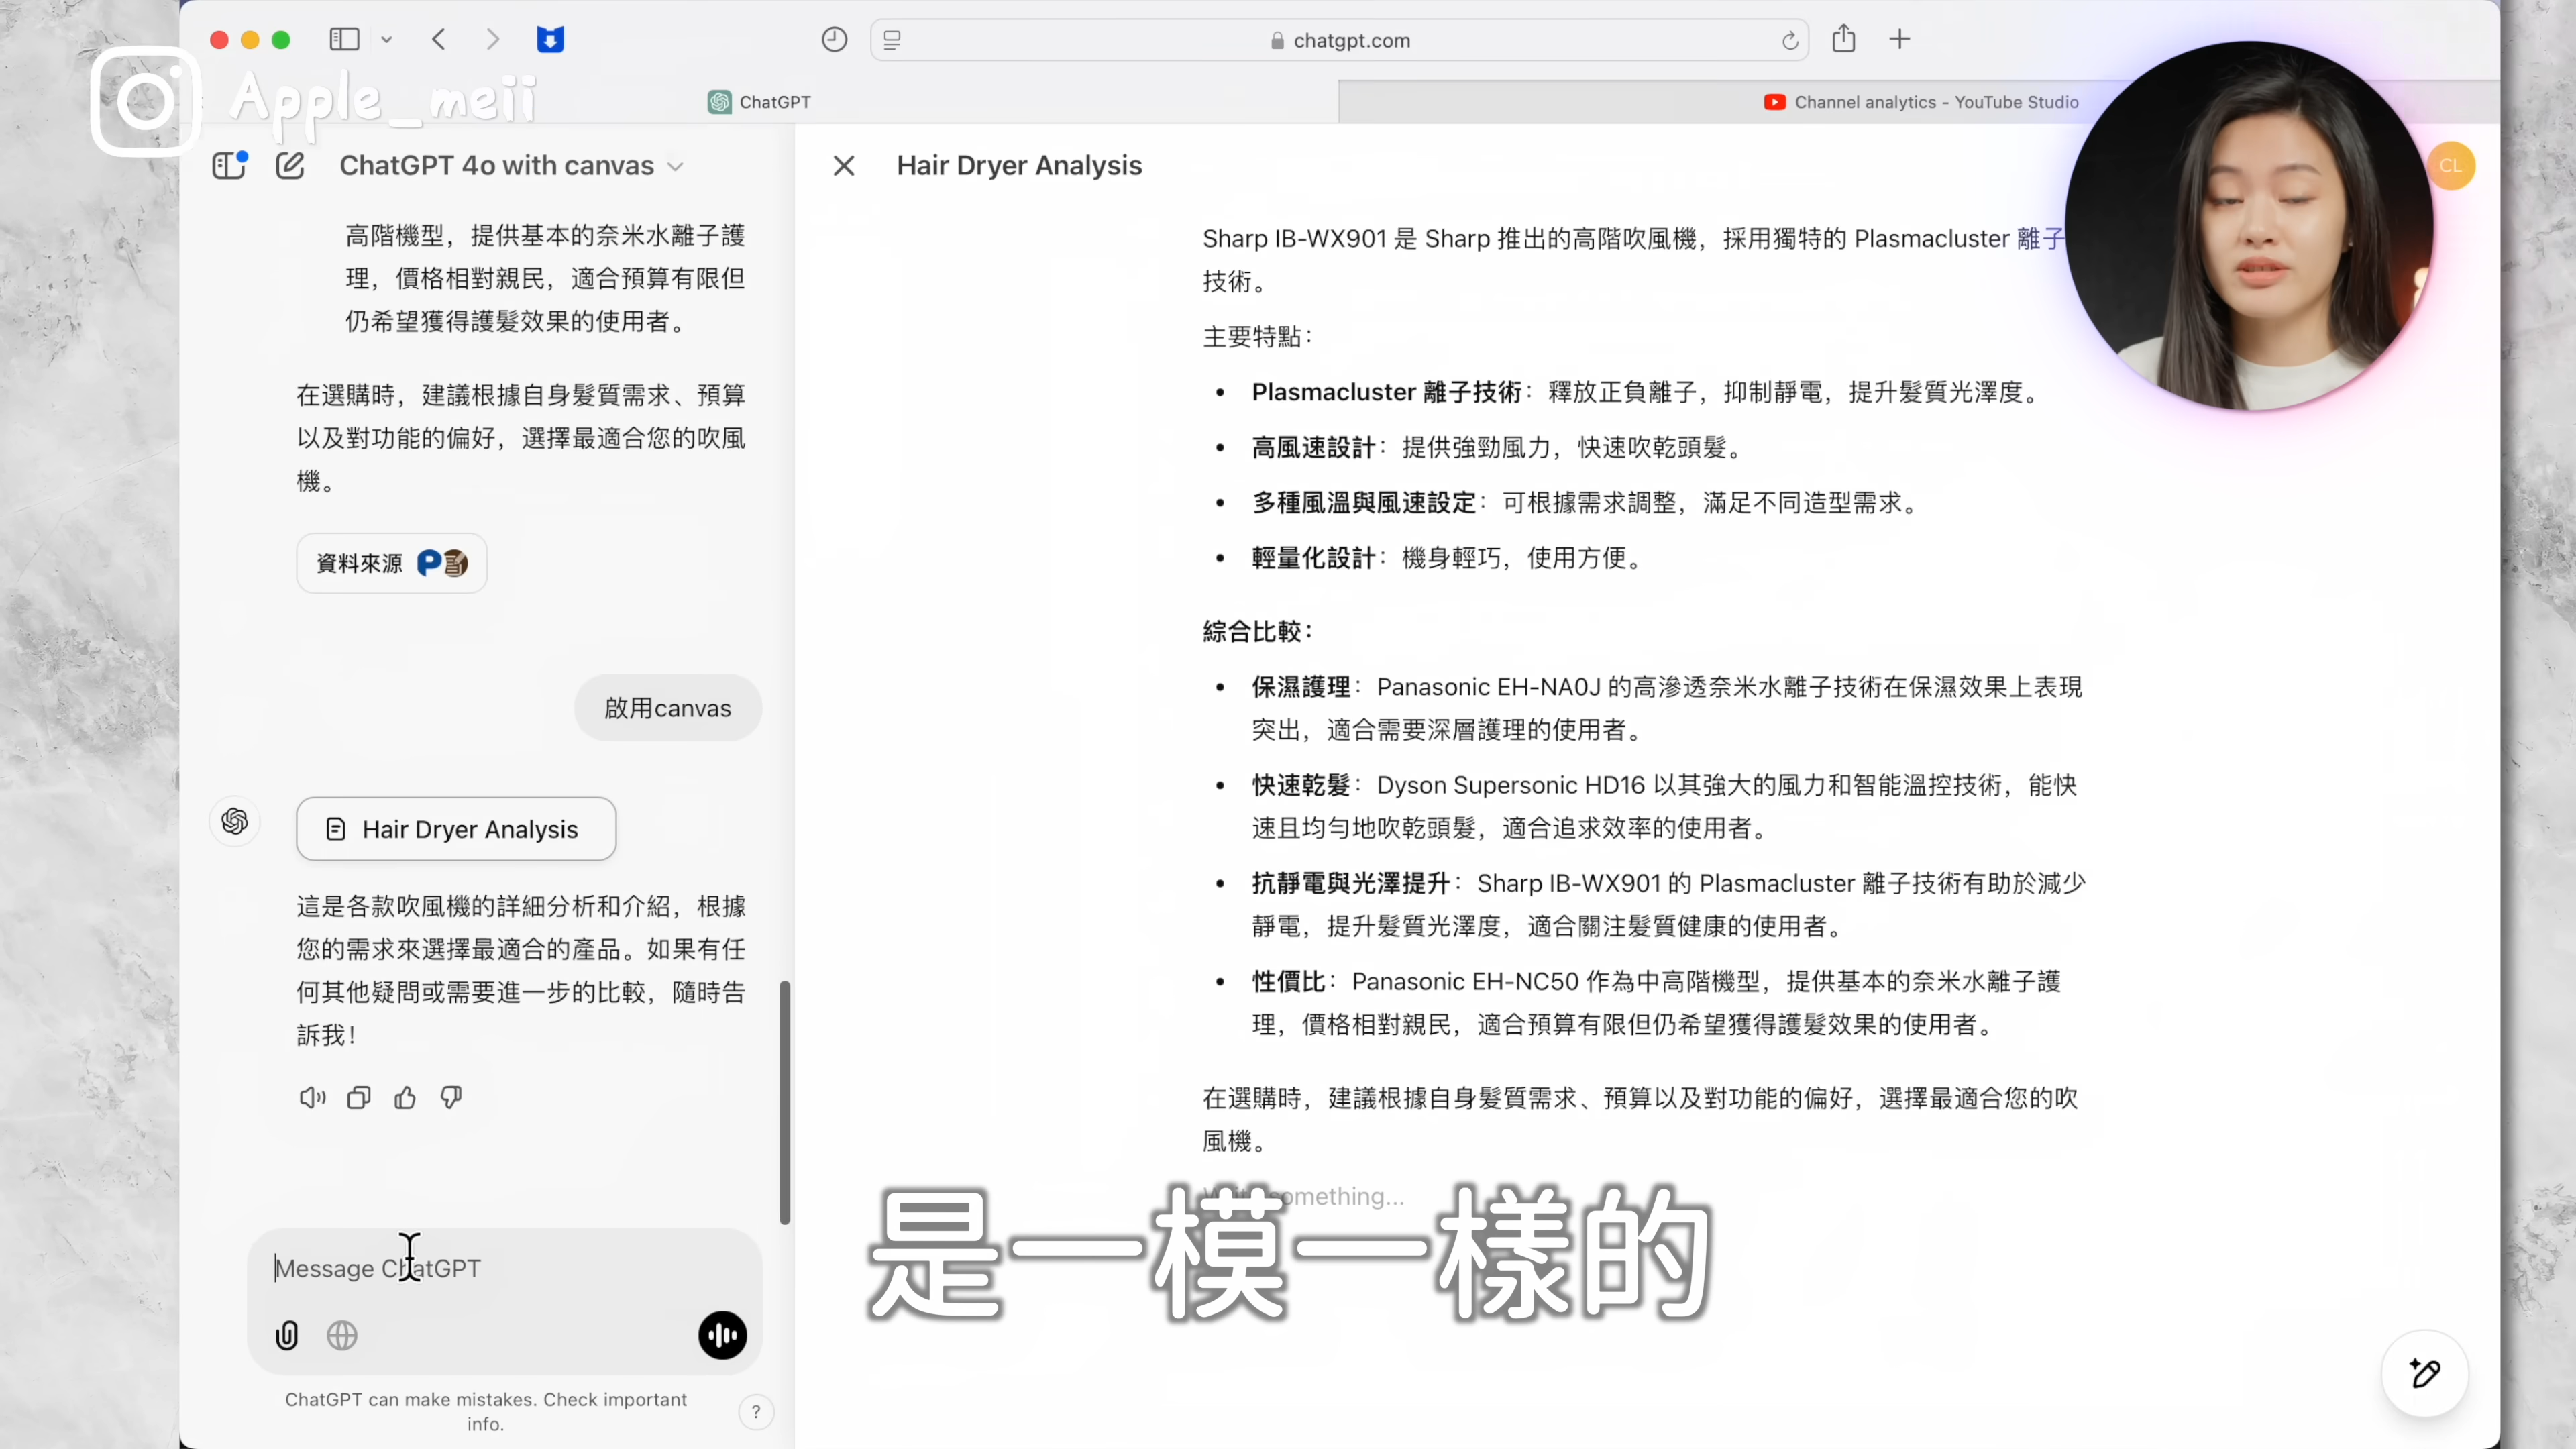 chatgpt.com
Apple_meii
ChatGPT
Channel analytics - YouTube Studio
ChatGPT 4o with canvas
高階機型，提供基本的奈米水離子護
理，價格相對親民，適合預算有限但
仍希望獲得護髮效果的使用者。
在選購時，建議根據自身髮質需求、預算
以及對功能的偏好，選擇最適合您的吹風
機。
資料來源
啟用canvas
Hair Dryer Analysis
這是各款吹風機的詳細分析和介紹，根據
您的需求來選擇最適合的產品。如果有任
何其他疑問或需要進一步的比較，隨時告
訴我！
Message ChatGPT
ChatGPT can make mistakes. Check important
info.
?
Hair Dryer Analysis
CL
Sharp IB-WX901 是 Sharp 推出的高階吹風機，採用獨特的 Plasmacluster 離子
技術。
主要特點：
• Plasmacluster 離子技術：釋放正負離子，抑制靜電，提升髮質光澤度。
• 高風速設計：提供強勁風力，快速吹乾頭髮。
• 多種風溫與風速設定：可根據需求調整，滿足不同造型需求。
• 輕量化設計：機身輕巧，使用方便。
綜合比較：
• 保濕護理：Panasonic EH-NA0J 的高滲透奈米水離子技術在保濕效果上表現
突出，適合需要深層護理的使用者。
• 快速乾髮：Dyson Supersonic HD16 以其強大的風力和智能溫控技術，能快
速且均勻地吹乾頭髮，適合追求效率的使用者。
• 抗靜電與光澤提升：Sharp IB-WX901 的 Plasmacluster 離子技術有助於減少
靜電，提升髮質光澤度，適合關注髮質健康的使用者。
• 性價比：Panasonic EH-NC50 作為中高階機型，提供基本的奈米水離子護
理，價格相對親民，適合預算有限但仍希望獲得護髮效果的使用者。
在選購時，建議根據自身髮質需求、預算以及對功能的偏好，選擇最適合您的吹
風機。
something...
是一模一樣的